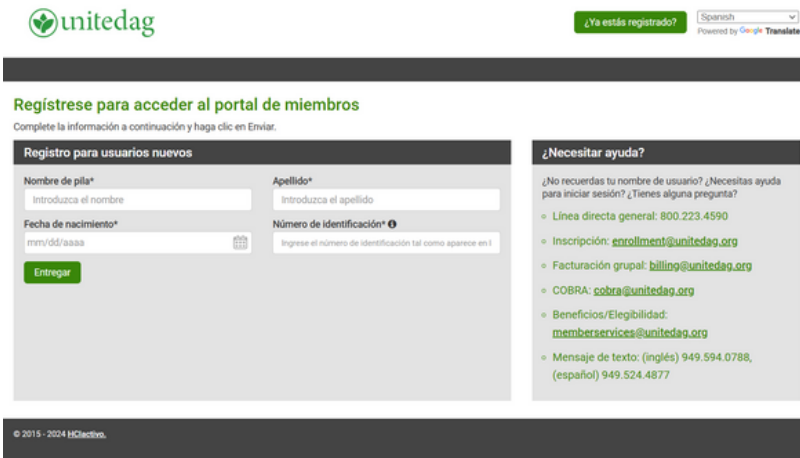 unitedag
¿Ya estás registrado?
Spanish
Powered by Google Translate
Regístrese para acceder al portal de miembros
Complete la información a continuación y haga clic en Enviar.
Registro para usuarios nuevos
Nombre de pila*
Apellido*
Introduzca el nombre
Introduzca el apellido
Fecha de nacimiento*
Número de identificación*
mm/dd/aaaa
Ingrese el número de identificación tal como aparece en l
Entregar
¿Necesitar ayuda?
¿No recuerdas tu nombre de usuario? ¿Necesitas ayuda
para iniciar sesión? ¿Tienes alguna pregunta?
Línea directa general: 800.223.4590
Inscripción: enrollment@unitedag.org
Facturación grupal: billing@unitedag.org
COBRA: cobra@unitedag.org
Beneficios/Elegibilidad:
memberservices@unitedag.org
Mensaje de texto: (inglés) 949.594.0788,
(español) 949.524.4877
© 2015 - 2024 HClactivo.